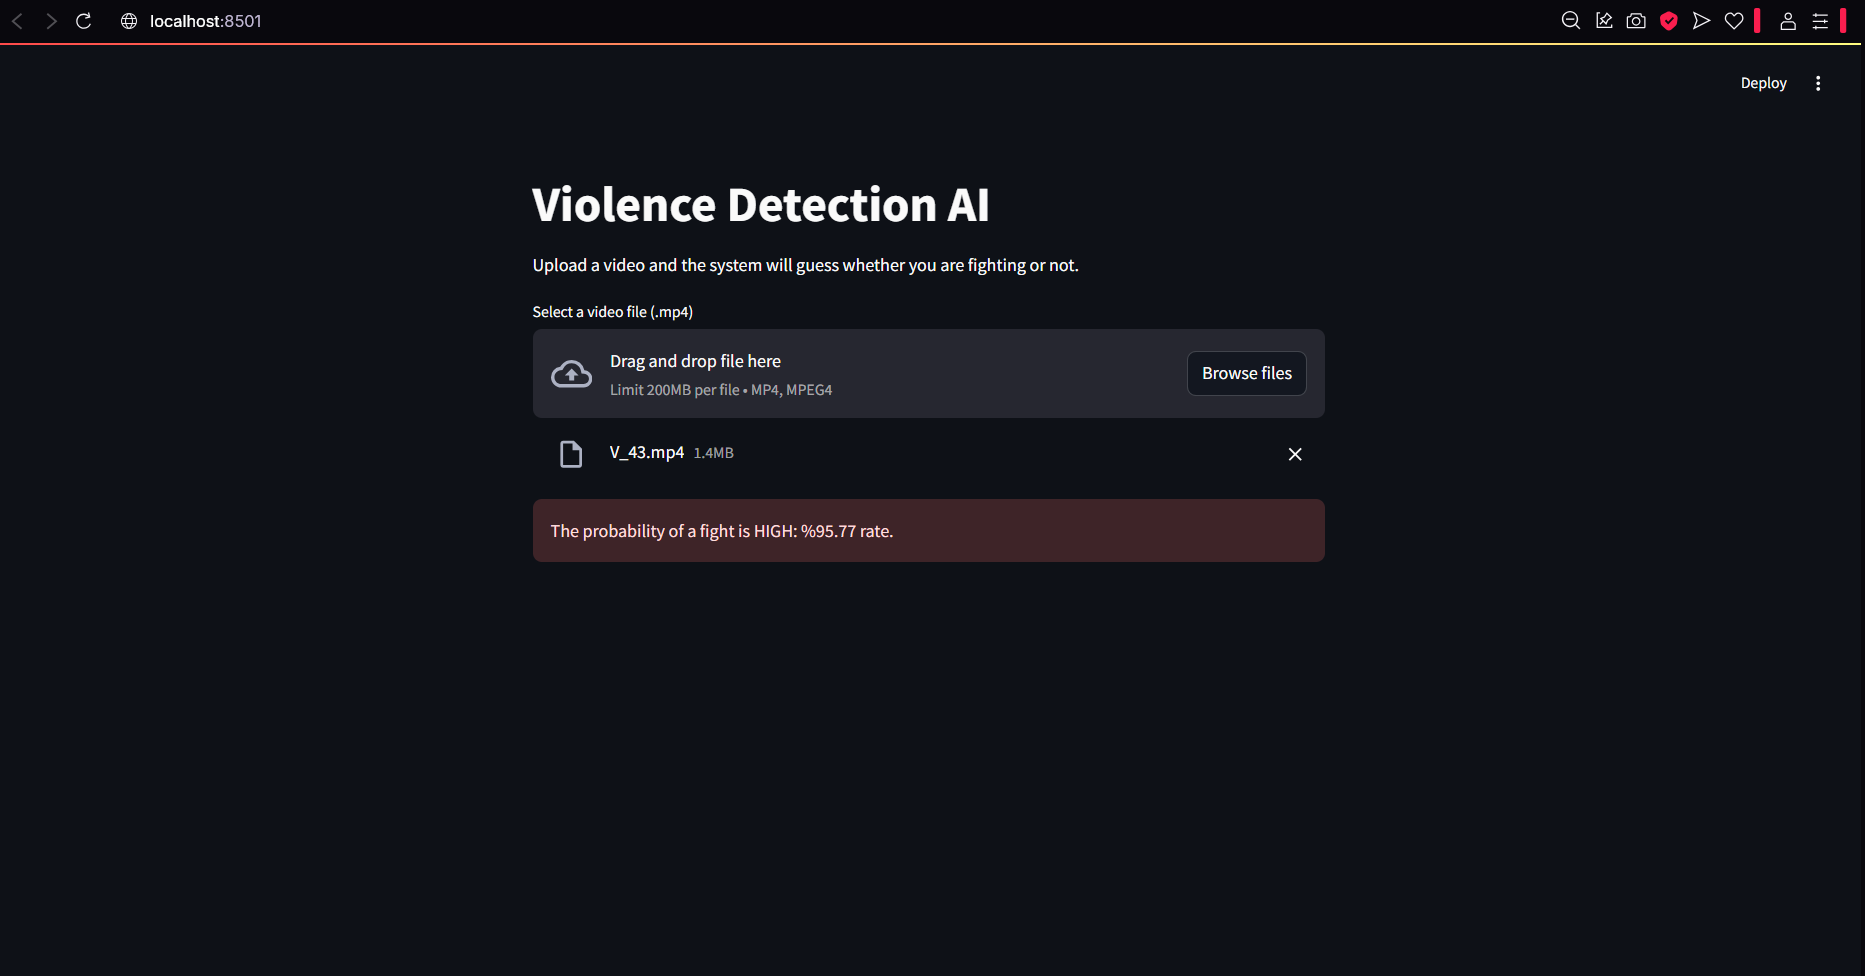 localhost:8501
Deploy
Violence Detection AI
Upload a video and the system will guess whether you are fighting or not.
Select a video file (.mp4)
Drag and drop file here
Limit 200MB per file • MP4, MPEG4
Browse files
V_43.mp4 1.4MB
The probability of a fight is HIGH: %95.77 rate.